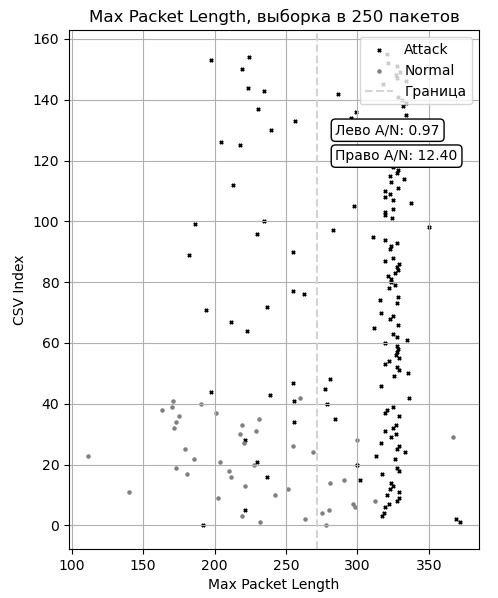 Max Packet Length, выборка в 250 пакетов
160
140
120
100
80
60
40
20
0
CSV Index
Attack
Normal
Граница
Лево A/N: 0.97
Право A/N: 12.40
100
150
200
250
300
350
Max Packet Length